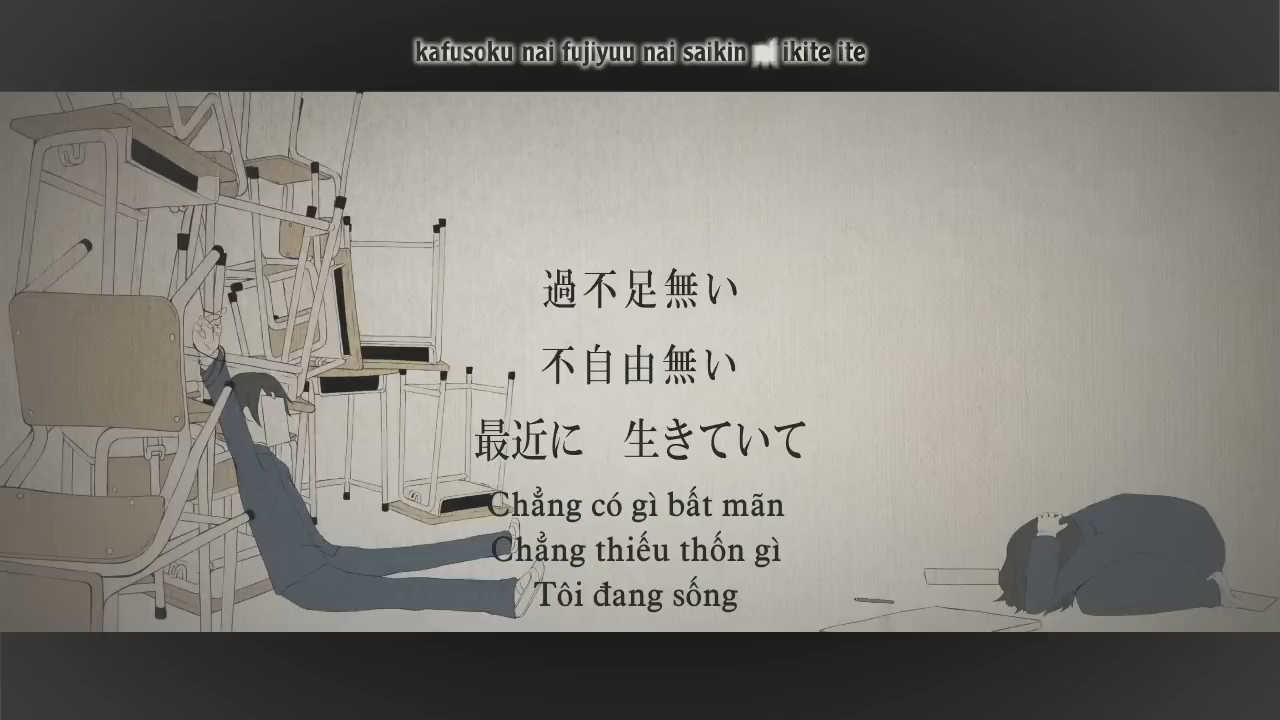 kafusoku nai fujiyuu nai saikin ikite ite
過不足無い
不自由無い
最近に　生きていて
Chẳng có gì bất mãn
Chẳng thiếu thốn gì
Tôi đang sống